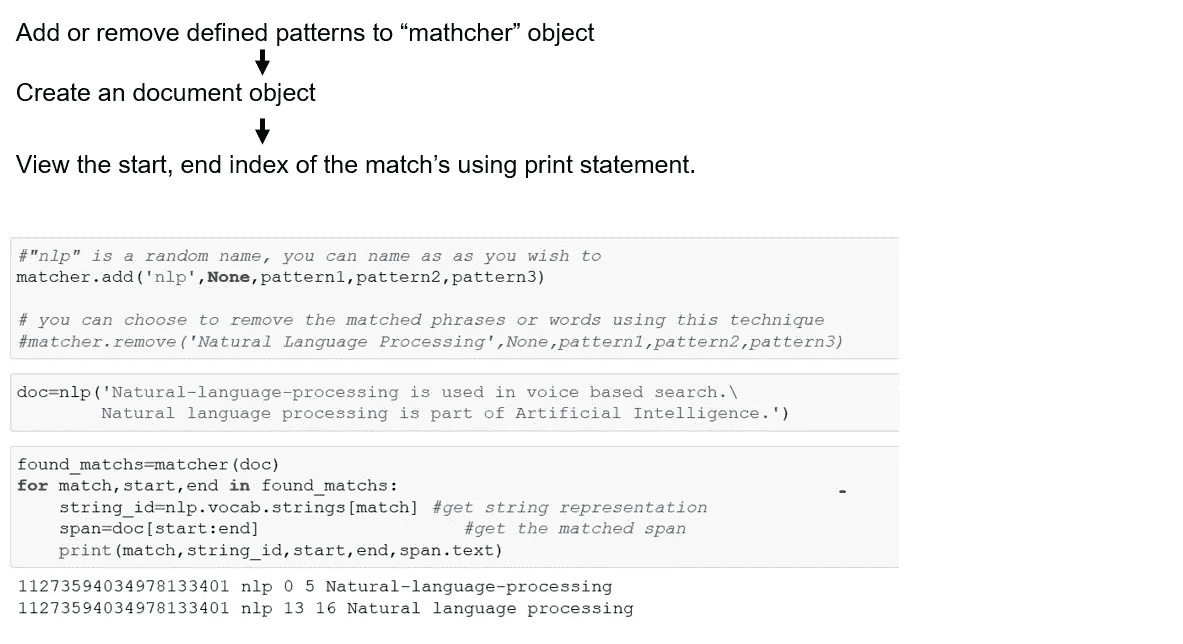 Add or remove defined patterns to “mathcher” object
Create an document object
View the start, end index of the match’s using print statement.
#"nlp" is a random name, you can name as as you wish to
matcher.add('nlp',None,pattern1,pattern2,pattern3)
# you can choose to remove the matched phrases or words using this technique
#matcher.remove('Natural Language Processing',None,pattern1,pattern2,pattern3)
doc=nlp('Natural-language-processing is used in voice based search.\
        Natural language processing is part of Artificial Intelligence.')
found_matchs=matcher(doc)
for match,start,end in found_matchs:
    string_id=nlp.vocab.strings[match] #get string representation
    span=doc[start:end]                    #get the matched span
    print(match,string_id,start,end,span.text)
11273594034978133401 nlp 0 5 Natural-language-processing
11273594034978133401 nlp 13 16 Natural language processing